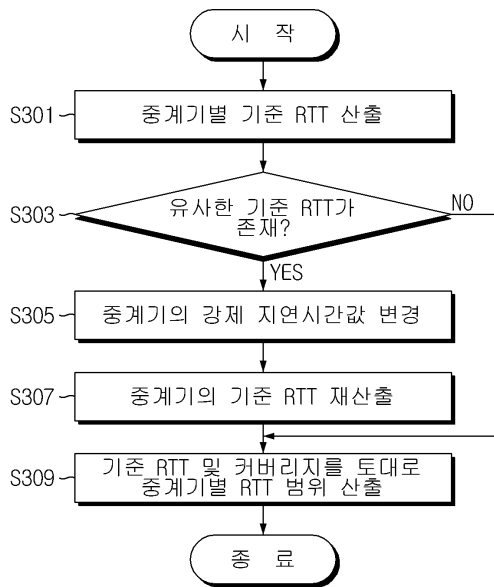 시 작
S301
중계기별 기준 RTT 산출
S303
유사한 기준 RTT가
존재?
NO
YES
S305
중계기의 강제 지연시간값 변경
S307
중계기의 기준 RTT 재산출
S309
기준 RTT 및 커버리지를 토대로
중계기별 RTT 범위 산출
종 료